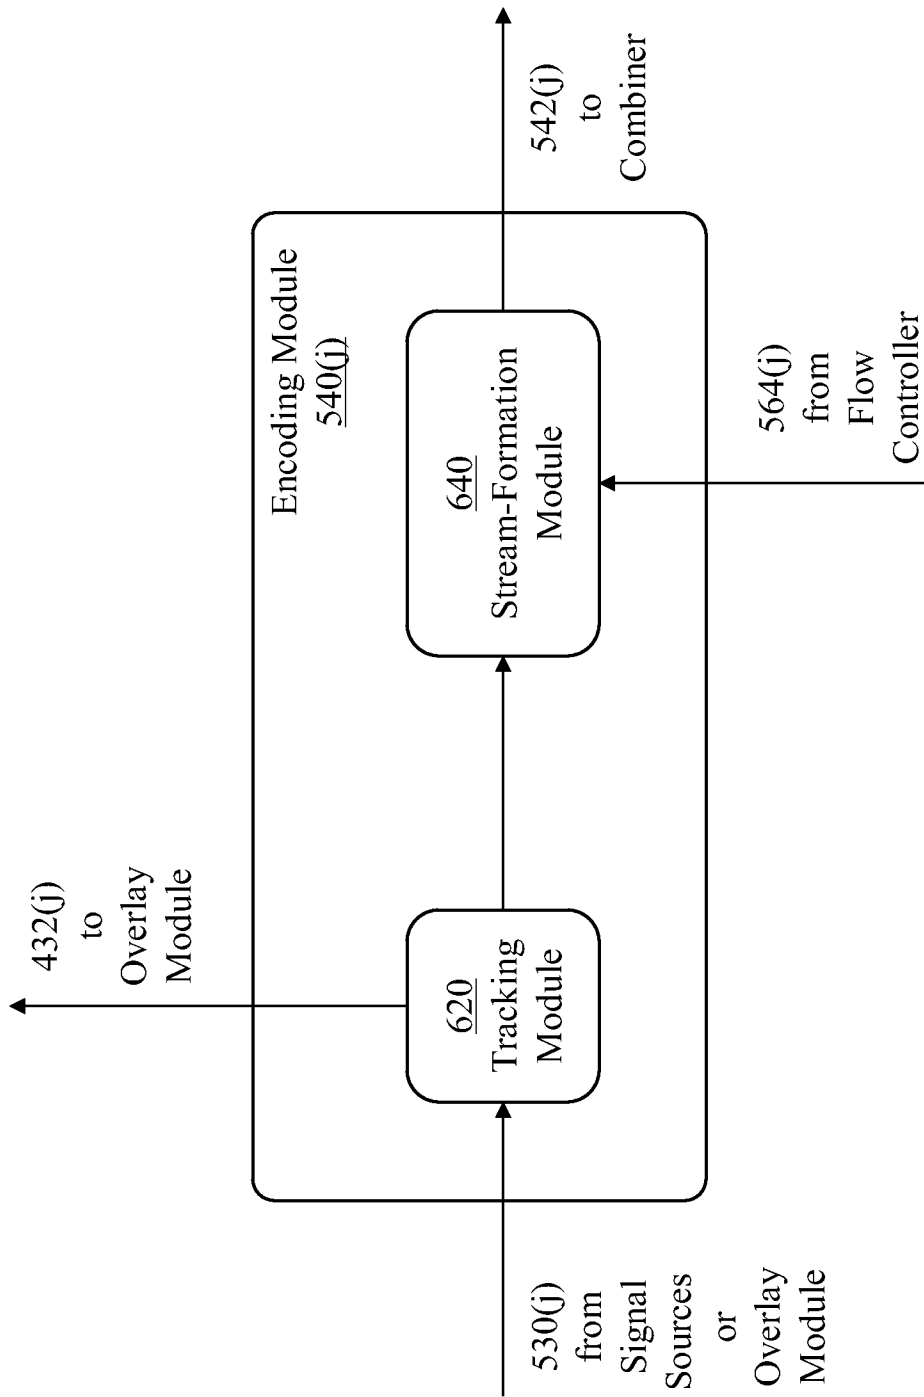 432(j)
to
Overlay
Module
Encoding Module
540(j)
620
Tracking
Module
640
Stream-Formation
Module
530(j)
from
Signal
Sources
or
Overlay
Module
542(j)
to
Combiner
564(j)
from
Flow
Controller